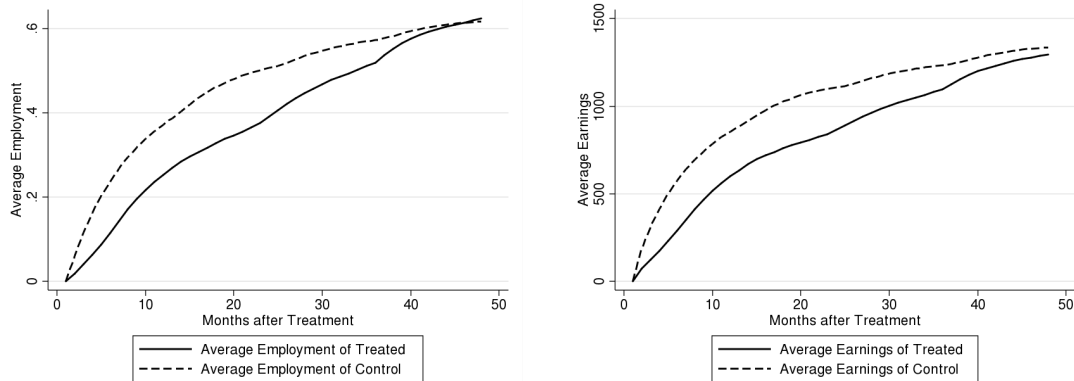 Average Employment
.6
.4
.2
0
0 10 20 30 40 50
Months after Treatment
Average Employment of Treated
Average Employment of Control
Average Earnings
1500
1000
500
0
0 10 20 30 40 50
Months after Treatment
Average Earnings of Treated
Average Earnings of Control